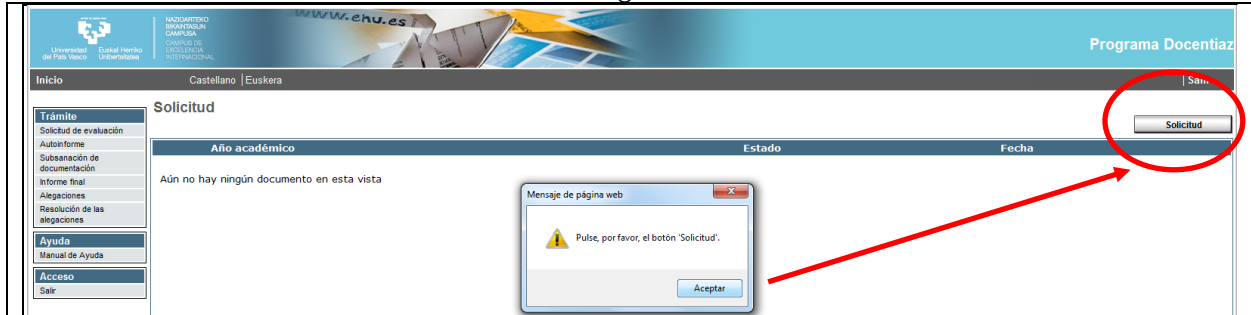 Universidad
del País Vasco
Euskal Herriko
Unibertsitatea
NAZIOARTEKO
BIKAINTASUN
CAMPUSA
CAMPUS DE
EXCELENCIA
INTERNACIONAL
www.ehu.es
Programa Docentiaz
Inicio
Castellano | Euskera
| Salir
Solicitud
Solicitud
Trámite
Solicitud de evaluación
Autoinforme
Subsanación de
documentación
Informe final
Alegaciones
Resolución de las
alegaciones
Ayuda
Manual de Ayuda
Acceso
Salir
Año académico Estado Fecha
Aún no hay ningún documento en esta vista
Mensaje de página web
Pulse, por favor, el botón 'Solicitud'.
Aceptar